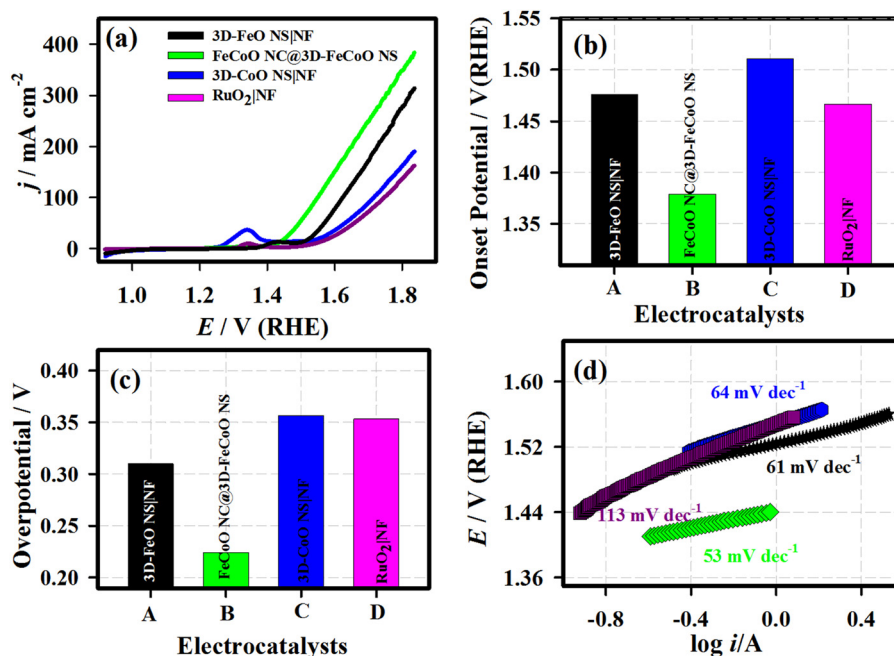 (a)
3D-FeO NS|NF
FeCoO NC@3D-FeCoO NS
3D-CoO NS|NF
RuO₂|NF
400
300
200
100
0
j / mA cm⁻²
1.0 1.2 1.4 1.6 1.8
E / V (RHE)
(b)
1.55
1.50
1.45
1.35
Onset Potential / V(RHE)
3D-FeO NS|NF
FeCoO NC@3D-FeCoO NS
3D-CoO NS|NF
RuO₂|NF
A B C D
Electrocatalysts
(c)
0.40
0.35
0.30
0.25
0.20
Overpotential / V
3D-FeO NS|NF
FeCoO NC@3D-FeCoO NS
3D-CoO NS|NF
RuO₂|NF
A B C D
Electrocatalysts
(d)
1.60
1.52
1.44
1.36
E / V (RHE)
64 mV dec⁻¹
61 mV dec⁻¹
113 mV dec⁻¹
53 mV dec⁻¹
-0.8 -0.4 0.0 0.4
log i/A